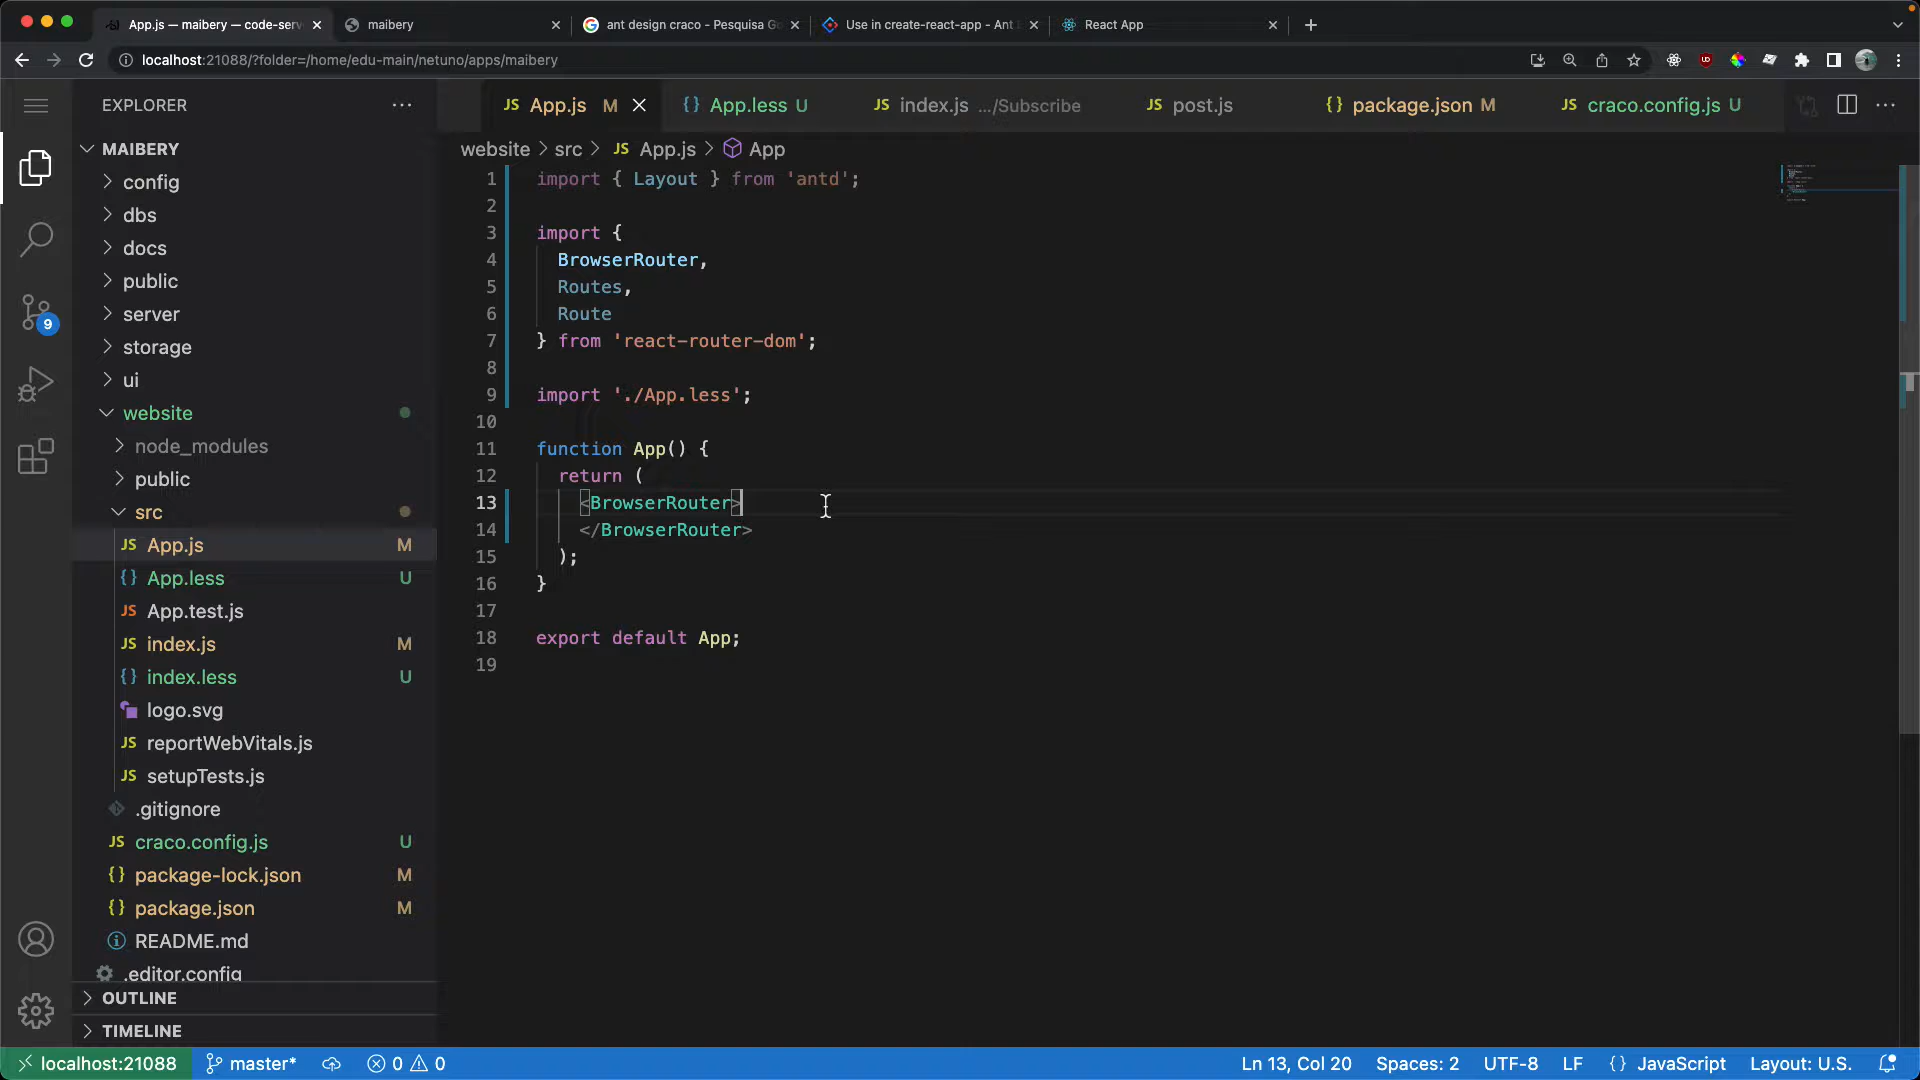 App.js — maibery — code-serv
maibery
ant design craco - Pesquisa Go
Use in create-react-app - Ant
React App
localhost:21088/?folder=/home/edu-main/netuno/apps/maibery
EXPLORER
MAIBERY
config
dbs
docs
public
server
storage
ui
website
node_modules
public
src
JS App.js M
{} App.less U
JS App.test.js
JS index.js M
{} index.less U
logo.svg
JS reportWebVitals.js
JS setupTests.js
.gitignore
JS craco.config.js U
{} package-lock.json M
{} package.json M
README.md
.editor.config
OUTLINE
TIMELINE
9
JS App.js M
{} App.less U
JS index.js .../Subscribe
JS post.js
{} package.json M
JS craco.config.js U
website > src > JS App.js > App
1 import { Layout } from 'antd';
2
3 import {
4 BrowserRouter,
5 Routes,
6 Route
7 } from 'react-router-dom';
8
9 import './App.less';
10
11 function App() {
12 return (
13 <BrowserRouter>
14 </BrowserRouter>
15 );
16 }
17
18 export default App;
19
localhost:21088
master*
0 0
Ln 13, Col 20
Spaces: 2
UTF-8
LF
{} JavaScript
Layout: U.S.